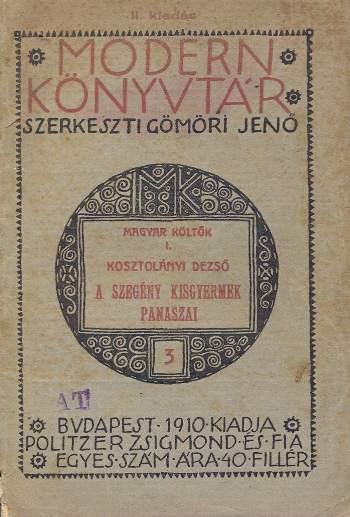 II. kiadás
MODERN
KÖNYVTÁR
SZERKESZTI GÖMÖRI JENŐ
MK
MAGYAR KÖLTŐK
I.
KOSZTOLÁNYI DEZSŐ
A SZEGÉNY KISGYERMEK
PANASZAI
3
AT
BUDAPEST·1910·KIADJA
POLITZER ZSIGMOND·ÉS·FIA
EGYES·SZÁM·ÁRA·40·FILLÉR